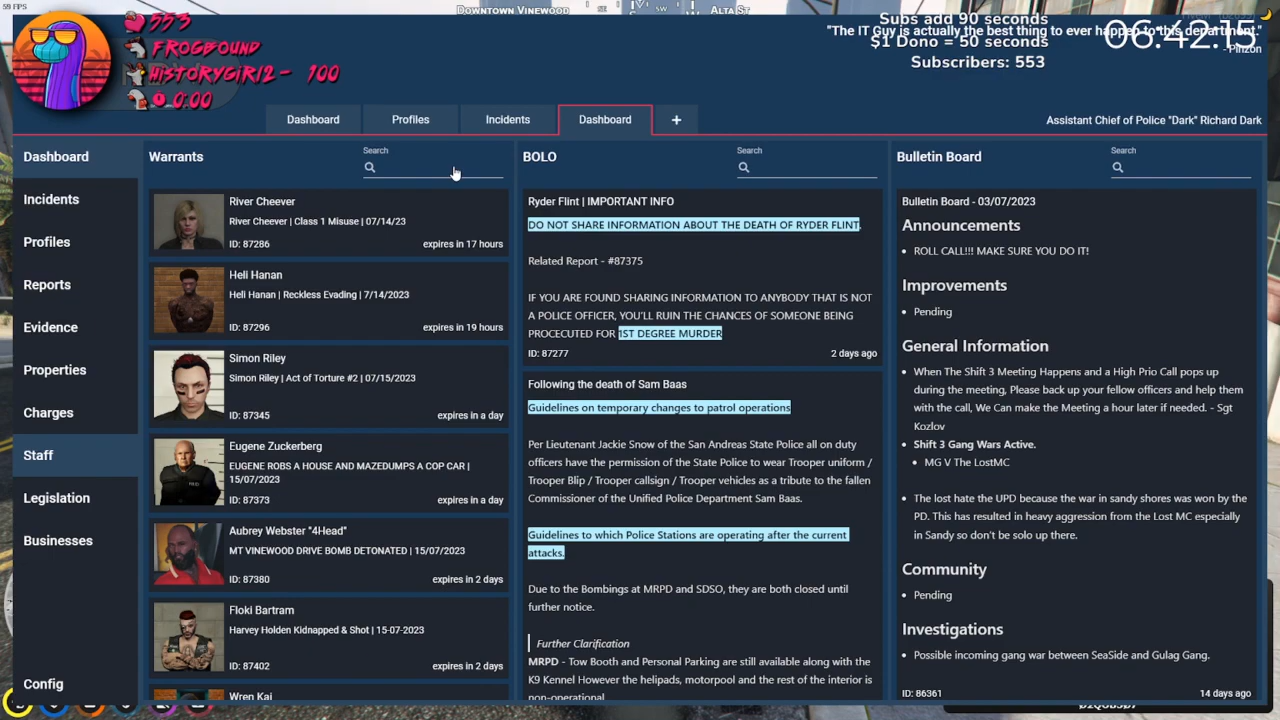 59 FPS
DOWNTOWN VINEWOOD
SE
SW
ALTA ST
553
FROGBOUND
HISTORYGIRL2 - 100
0:00
Subs add 90 seconds
$1 Dono = 50 seconds
Subscribers: 553
"The IT Guy is actually the best thing to ever happen to this department."
- Pinzon
06:42:15
Dashboard
Profiles
Incidents
Dashboard
+
Assistant Chief of Police "Dark" Richard Dark
Dashboard
Incidents
Profiles
Reports
Evidence
Properties
Charges
Staff
Legislation
Businesses
Config
Warrants
Search
River Cheever
River Cheever | Class 1 Misuse | 07/14/23
ID: 87286
expires in 17 hours
Heli Hanan
Heli Hanan | Reckless Evading | 7/14/2023
ID: 87296
expires in 19 hours
Simon Riley
Simon Riley | Act of Torture #2 | 07/15/2023
ID: 87345
expires in a day
Eugene Zuckerberg
EUGENE ROBS A HOUSE AND MAZEDUMPS A COP CAR |
15/07/2023
ID: 87373
expires in a day
Aubrey Webster "4Head"
MT VINEWOOD DRIVE BOMB DETONATED | 15/07/2023
ID: 87380
expires in 2 days
Floki Bartram
Harvey Holden Kidnapped & Shot | 15-07-2023
ID: 87402
expires in 2 days
Wren Kai
BOLO
Search
Ryder Flint | IMPORTANT INFO
DO NOT SHARE INFORMATION ABOUT THE DEATH OF RYDER FLINT.
Related Report - #87375
IF YOU ARE FOUND SHARING INFORMATION TO ANYBODY THAT IS NOT
A POLICE OFFICER, YOU'LL RUIN THE CHANCES OF SOMEONE BEING
PROCECUTED FOR 1ST DEGREE MURDER
ID: 87277
2 days ago
Following the death of Sam Baas
Guidelines on temporary changes to patrol operations
Per Lieutenant Jackie Snow of the San Andreas State Police all on duty
officers have the permission of the State Police to wear Trooper uniform /
Trooper Blip / Trooper callsign / Trooper vehicles as a tribute to the fallen
Commissioner of the Unified Police Department Sam Baas.
Guidelines to which Police Stations are operating after the current
attacks.
Due to the Bombings at MRPD and SDSO, they are both closed until
further notice.
Further Clarification
MRPD - Tow Booth and Personal Parking are still available along with the
K9 Kennel However the helipads, motorpool and the rest of the interior is
non-operational
Bulletin Board
Search
Bulletin Board - 03/07/2023
Announcements
• ROLL CALL!!! MAKE SURE YOU DO IT!
Improvements
• Pending
General Information
• When The Shift 3 Meeting Happens and a High Prio Call pops up
during the meeting, Please back up your fellow officers and help them
with the call, We Can make the Meeting a hour later if needed. - Sgt
Kozlov
• Shift 3 Gang Wars Active.
• MG V The LostMC
• The lost hate the UPD because the war in sandy shores was won by the
PD. This has resulted in heavy aggression from the Lost MC especially
in Sandy so don't be solo up there.
Community
• Pending
Investigations
• Possible incoming gang war between SeaSide and Gulag Gang.
ID: 86361
14 days ago